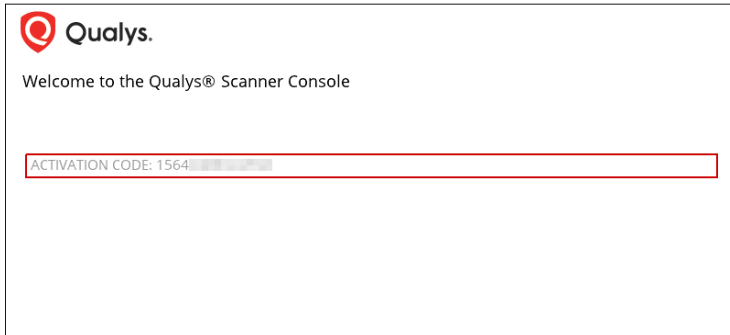 Qualys.
Welcome to the Qualys® Scanner Console
ACTIVATION CODE: 1564